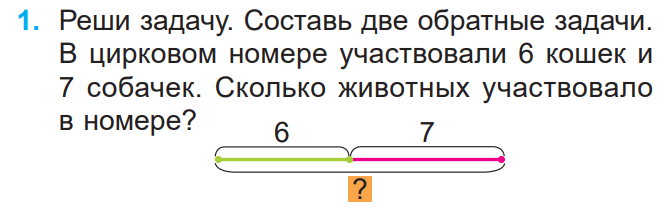 1. Реши задачу. Составь две обратные задачи.
В цирковом номере участвовали 6 кошек и
7 собачек. Сколько животных участвовало
в номере?
6 7
?